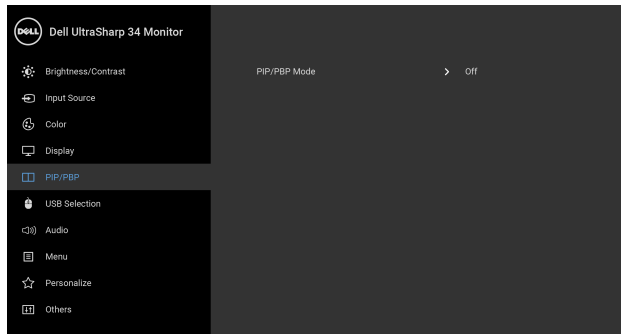 DELL Dell UltraSharp 34 Monitor
Brightness/Contrast
PIP/PBP Mode Off
Input Source
Color
Display
PIP/PBP
USB Selection
Audio
Menu
Personalize
Others